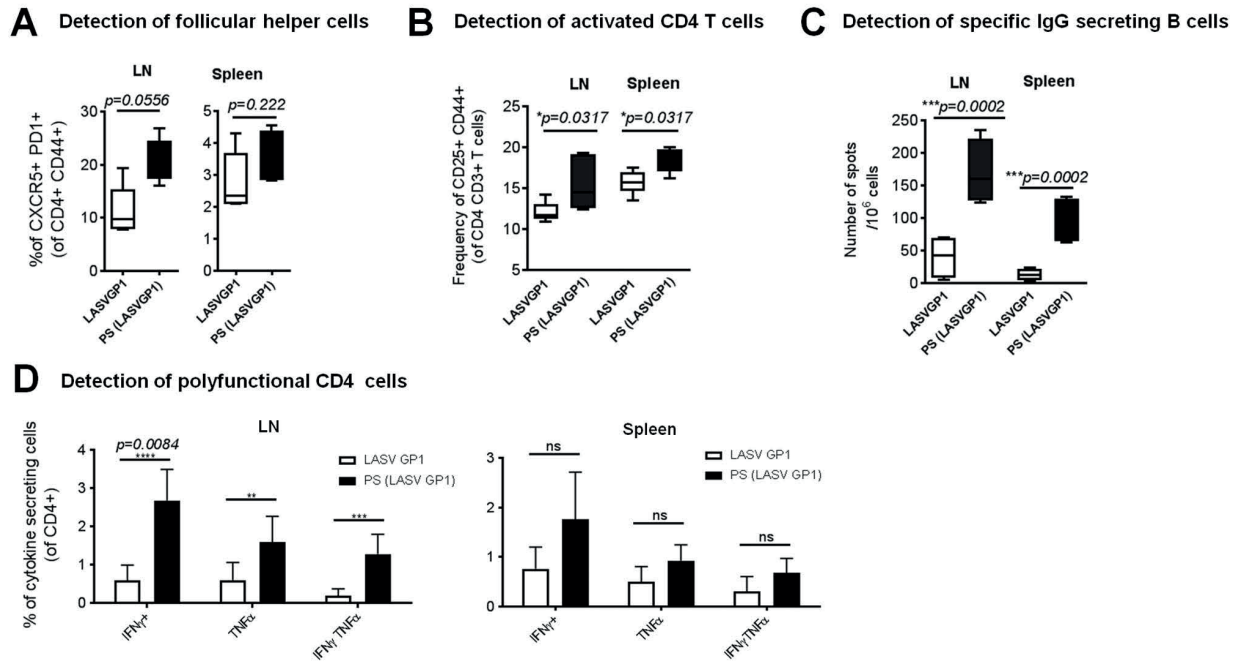 A Detection of follicular helper cells
LN
Spleen
p=0.0556
p=0.222
%of CXCR5+ PD1+
(of CD4+ CD44+)
30
20
10
0
5
4
3
2
1
0
LASVGP1
PS (LASVGP1)
LASVGP1
PS (LASVGP1)
B Detection of activated CD4 T cells
LN
Spleen
*p=0.0317
*p=0.0317
Frequency of CD25+ CD44+
(of CD4 CD3+ T cells)
25
20
15
10
5
LASVGP1
PS (LASVGP1)
LASVGP1
PS (LASVGP1)
C Detection of specific IgG secreting B cells
LN
Spleen
***p=0.0002
***p=0.0002
Number of spots
/10⁶ cells
250
200
150
100
50
0
LASVGP1
PS (LASVGP1)
LASVGP1
PS (LASVGP1)
D Detection of polyfunctional CD4 cells
LN
p=0.0084
****
**
***
LASV GP1
PS (LASV GP1)
% of cytokine secreting cells
(of CD4+)
4
3
2
1
0
IFNγ+
TNFα
IFNγ TNFα
Spleen
ns
ns
ns
LASV GP1
PS (LASV GP1)
3
2
1
0
IFNγ+
TNFα
IFNγ TNFα